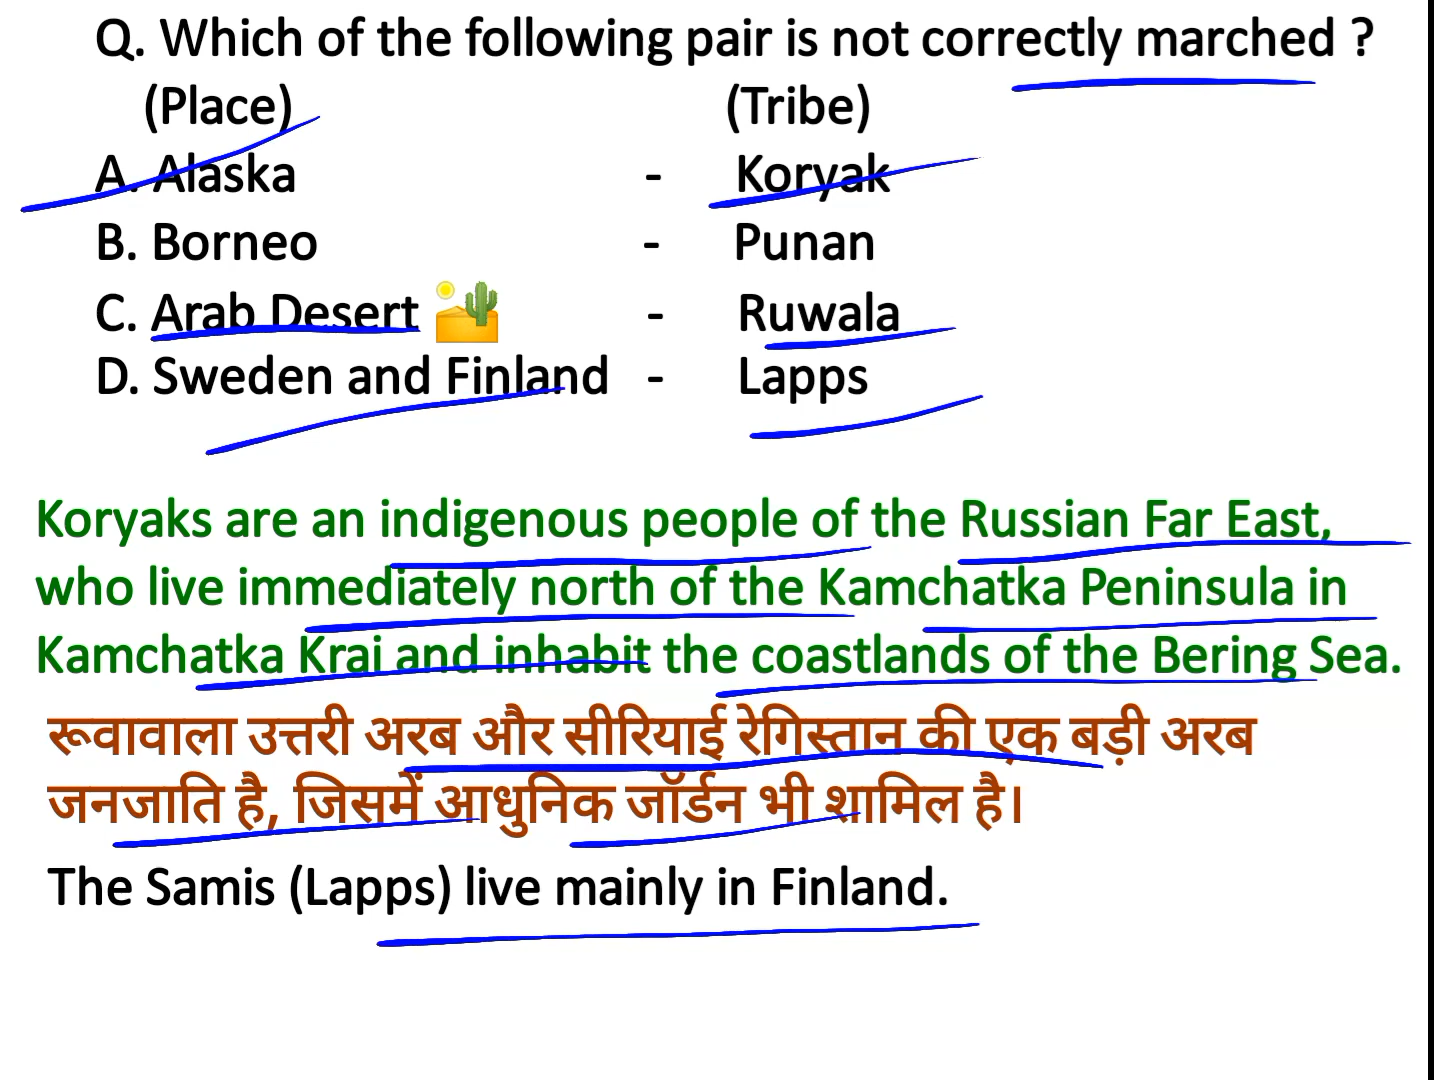 Q. Which of the following pair is not correctly marched ?
(Place) (Tribe)
A. Alaska - Koryak
B. Borneo - Punan
C. Arab Desert - Ruwala
D. Sweden and Finland - Lapps
Koryaks are an indigenous people of the Russian Far East,
who live immediately north of the Kamchatka Peninsula in
Kamchatka Krai and inhabit the coastlands of the Bering Sea.
रूवावाला उत्तरी अरब और सीरियाई रेगिस्तान की एक बड़ी अरब
जनजाति है, जिसमें आधुनिक जॉर्डन भी शामिल है।
The Samis (Lapps) live mainly in Finland.